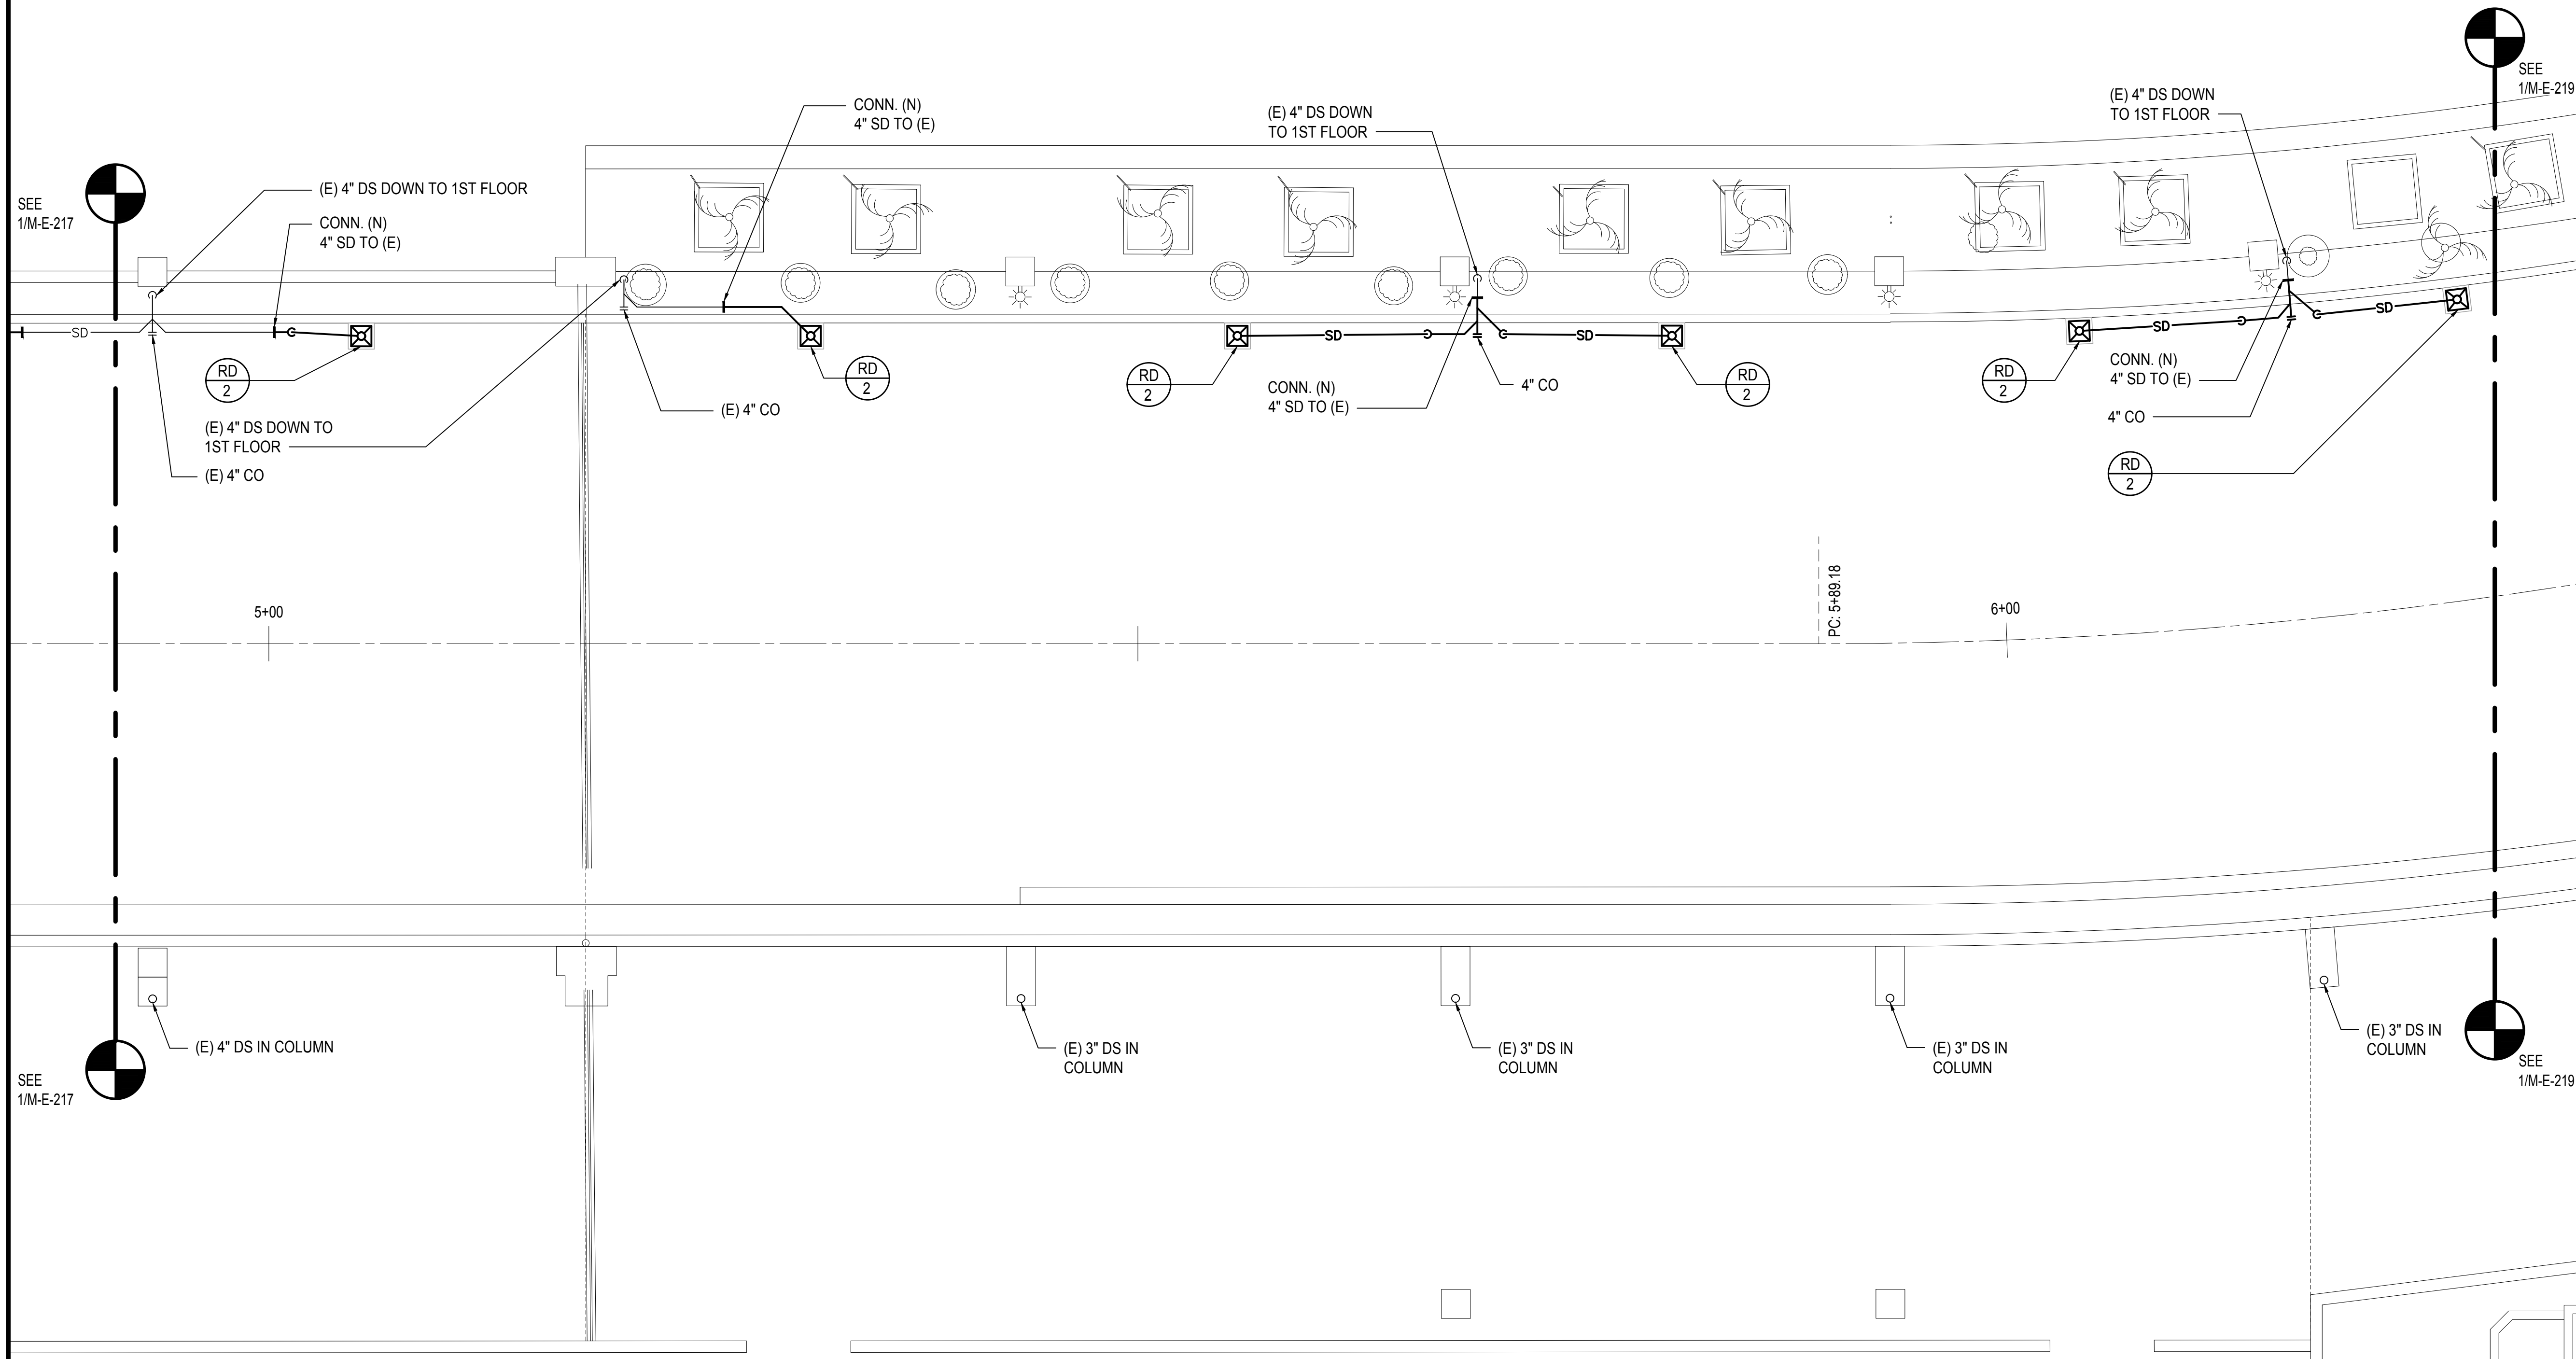 SEE
1/M-E-219
CONN. (N)
4" SD TO (E)
(E) 4" DS DOWN
TO 1ST FLOOR
(E) 4" DS DOWN
TO 1ST FLOOR
SEE
1/M-E-217
(E) 4" DS DOWN TO 1ST FLOOR
CONN. (N)
4" SD TO (E)
SD
SD
SD
SD
SD
RD
2
(E) 4" DS DOWN TO
1ST FLOOR
(E) 4" CO
(E) 4" CO
RD
2
RD
2
CONN. (N)
4" SD TO (E)
4" CO
RD
2
RD
2
CONN. (N)
4" SD TO (E)
4" CO
RD
2
5+00
PC: 5+89.18
6+00
(E) 4" DS IN COLUMN
(E) 3" DS IN
COLUMN
(E) 3" DS IN
COLUMN
(E) 3" DS IN
COLUMN
(E) 3" DS IN
COLUMN
SEE
1/M-E-217
SEE
1/M-E-219